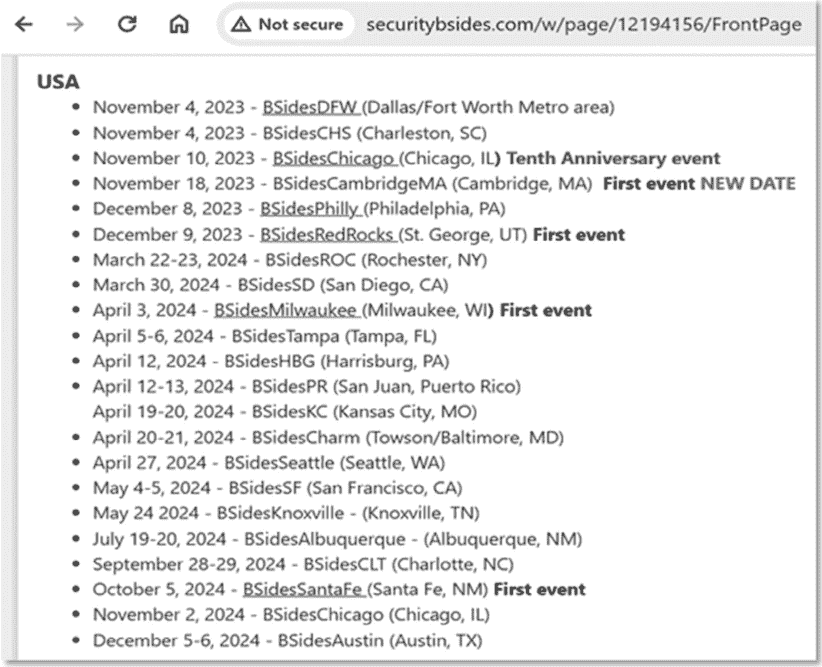 Not secure securitybsides.com/w/page/12194156/FrontPage
USA
• November 4, 2023 - BSidesDFW (Dallas/Fort Worth Metro area)
• November 4, 2023 - BSidesCHS (Charleston, SC)
• November 10, 2023 - BSidesChicago (Chicago, IL) Tenth Anniversary event
• November 18, 2023 - BSidesCambridgeMA (Cambridge, MA) First event NEW DATE
• December 8, 2023 - BSidesPhilly (Philadelphia, PA)
• December 9, 2023 - BSidesRedRocks (St. George, UT) First event
• March 22-23, 2024 - BSidesROC (Rochester, NY)
• March 30, 2024 - BSidesSD (San Diego, CA)
• April 3, 2024 - BSidesMilwaukee (Milwaukee, WI) First event
• April 5-6, 2024 - BSidesTampa (Tampa, FL)
• April 12, 2024 - BSidesHBG (Harrisburg, PA)
• April 12-13, 2024 - BSidesPR (San Juan, Puerto Rico)
April 19-20, 2024 - BSidesKC (Kansas City, MO)
• April 20-21, 2024 - BSidesCharm (Towson/Baltimore, MD)
• April 27, 2024 - BSidesSeattle (Seattle, WA)
• May 4-5, 2024 - BSidesSF (San Francisco, CA)
• May 24 2024 - BSidesKnoxville - (Knoxville, TN)
• July 19-20, 2024 - BSidesAlbuquerque - (Albuquerque, NM)
• September 28-29, 2024 - BSidesCLT (Charlotte, NC)
• October 5, 2024 - BSidesSantaFe (Santa Fe, NM) First event
• November 2, 2024 - BSidesChicago (Chicago, IL)
• December 5-6, 2024 - BSidesAustin (Austin, TX)